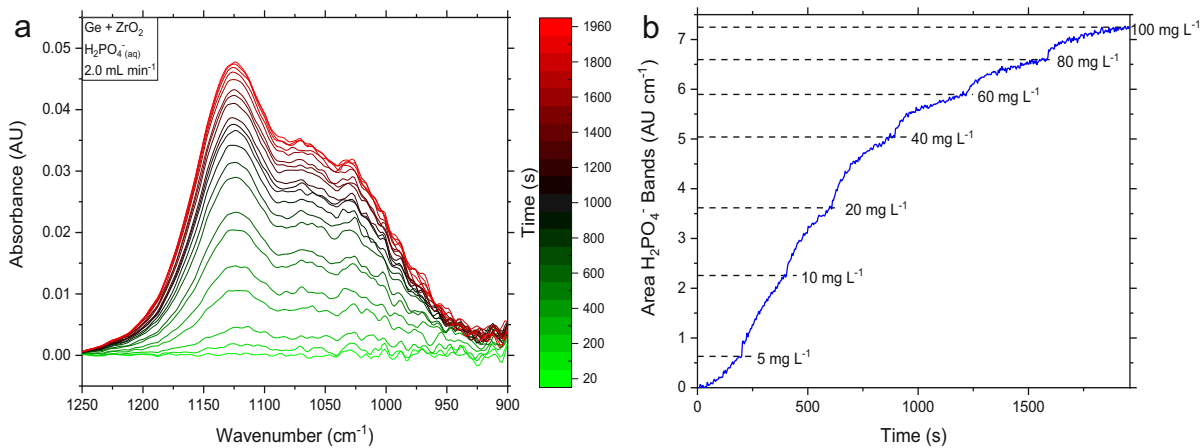 a
Ge + ZrO₂
H₂PO₄⁻(aq)
2.0 mL min⁻¹
0.05
0.04
0.03
0.02
0.01
0.00
Absorbance (AU)
1250 1200 1150 1100 1050 1000 950 900
Wavenumber (cm⁻¹)
1960
1800
1600
1400
1200
1000
800
600
400
200
20
Time (s)
b
7
6
5
4
3
2
1
0
Area H₂PO₄⁻ Bands (AU cm⁻¹)
100 mg L⁻¹
80 mg L⁻¹
60 mg L⁻¹
40 mg L⁻¹
20 mg L⁻¹
10 mg L⁻¹
5 mg L⁻¹
0 500 1000 1500
Time (s)